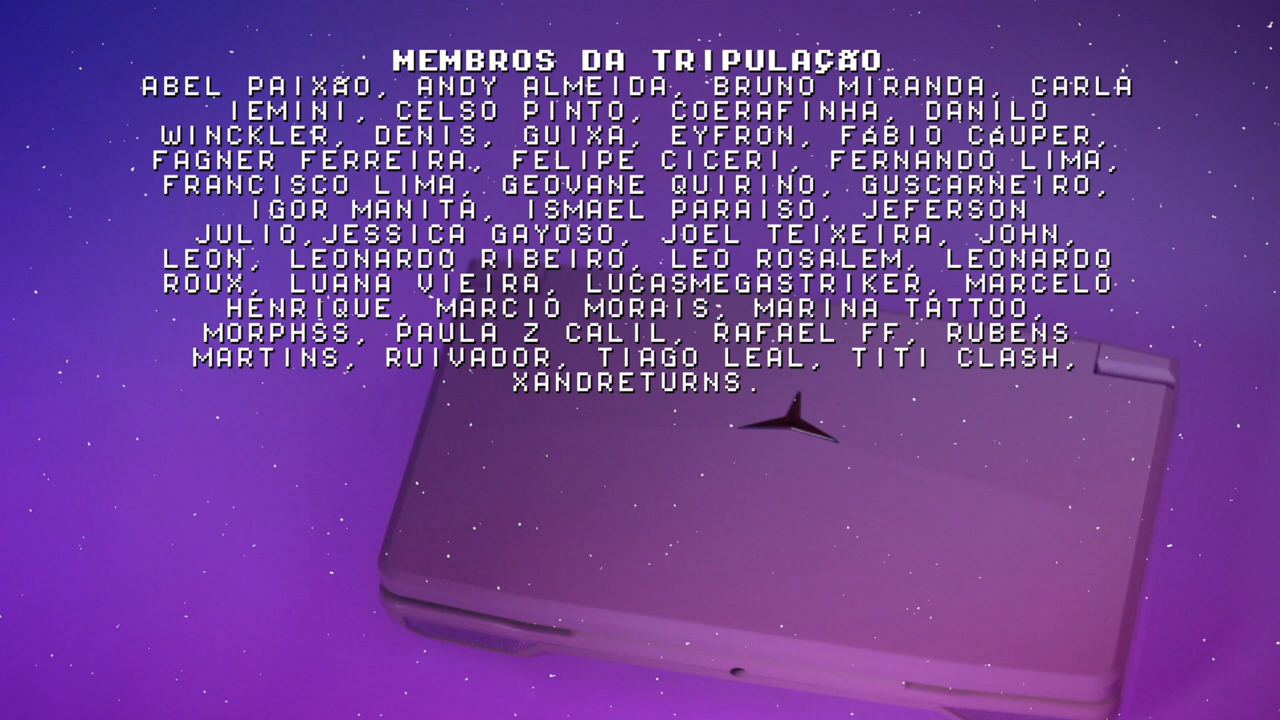 MEMBROS DA TRIPULAÇÃO
ABEL PAIXÃO, ANDY ALMEIDA, BRUNO MIRANDA, CARLA
IEMINI, CELSO PINTO, COERAFINHA, DANILO
WINCKLER, DENIS, GUIXA, EYFRON, FÁBIO CAUPER,
FAGNER FERREIRA, FELIPE CICERI, FERNANDO LIMA,
FRANCISCO LIMA, GEOVANE QUIRINO, GUSCARNEIRO,
IGOR MANITA, ISMAEL PARAISO, JEFERSON
JULIO,JESSICA GAYOSO, JOEL TEIXEIRA, JOHN,
LEON, LEONARDO RIBEIRO, LEO ROSALEM, LEONARDO
ROUX, LUANA VIEIRA, LUCASMEGASTRIKER, MARCELO
HENRIQUE, MARCIO MORAIS, MARINA TATTOO,
MORPHSS, PAULA Z CALIL, RAFAEL FF, RUBENS
MARTINS, RUIVADOR, TIAGO LEAL, TITI CLASH,
XANDRETURNS.